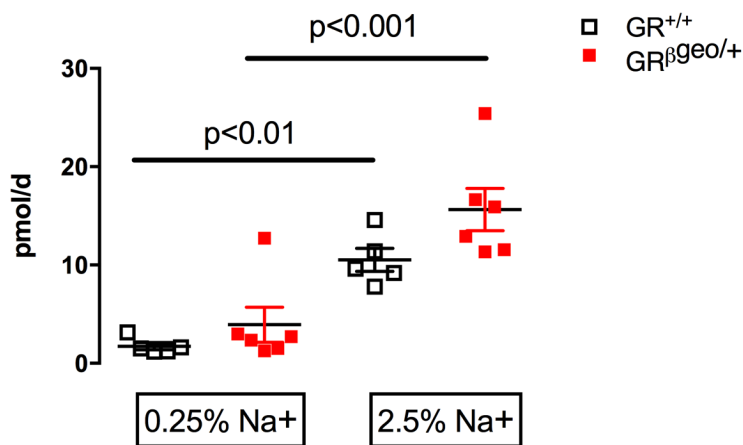 p<0.001
GR+/+
GRβgeo/+
30
p<0.01
20
pmol/d
10
0
0.25% Na+
2.5% Na+